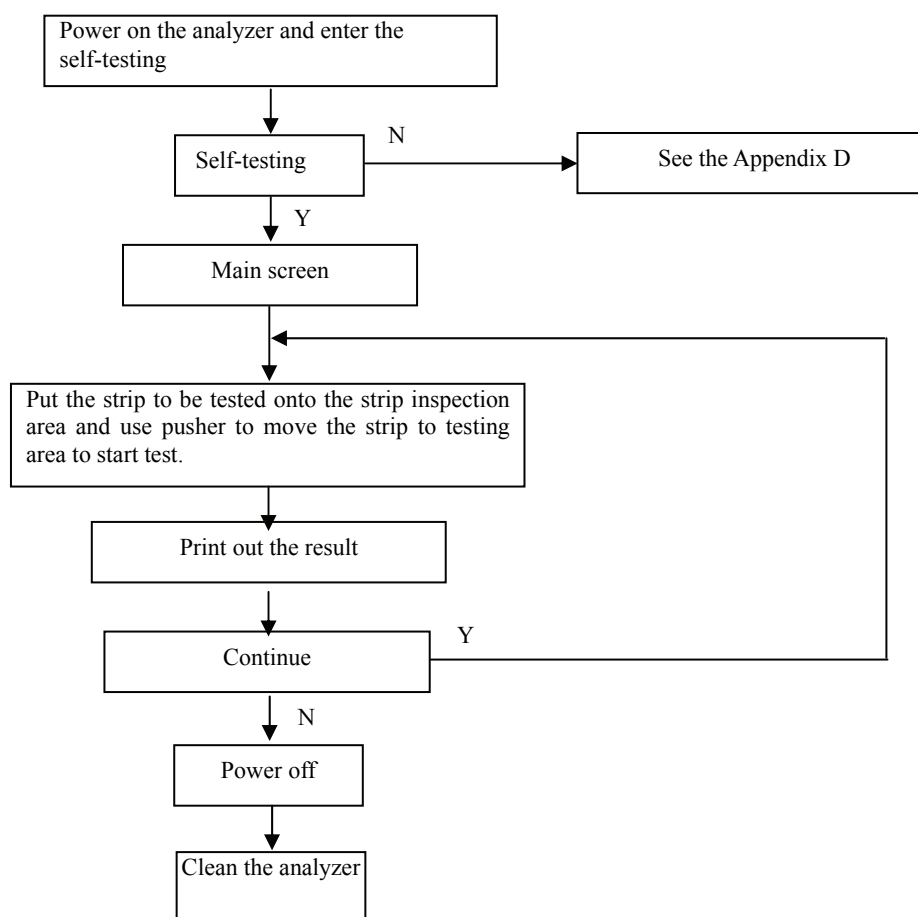 Power on the analyzer and enter the
self-testing
N
Self-testing
See the Appendix D
Y
Main screen
Put the strip to be tested onto the strip inspection
area and use pusher to move the strip to testing
area to start test.
Print out the result
Y
Continue
N
Power off
Clean the analyzer